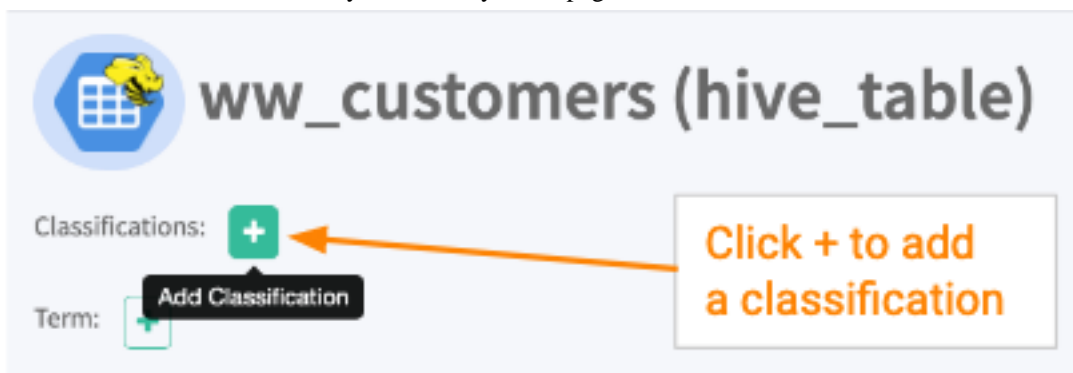 ww_customers (hive_table)
Classifications: +
Click + to add
a classification
Add Classification
Term: +